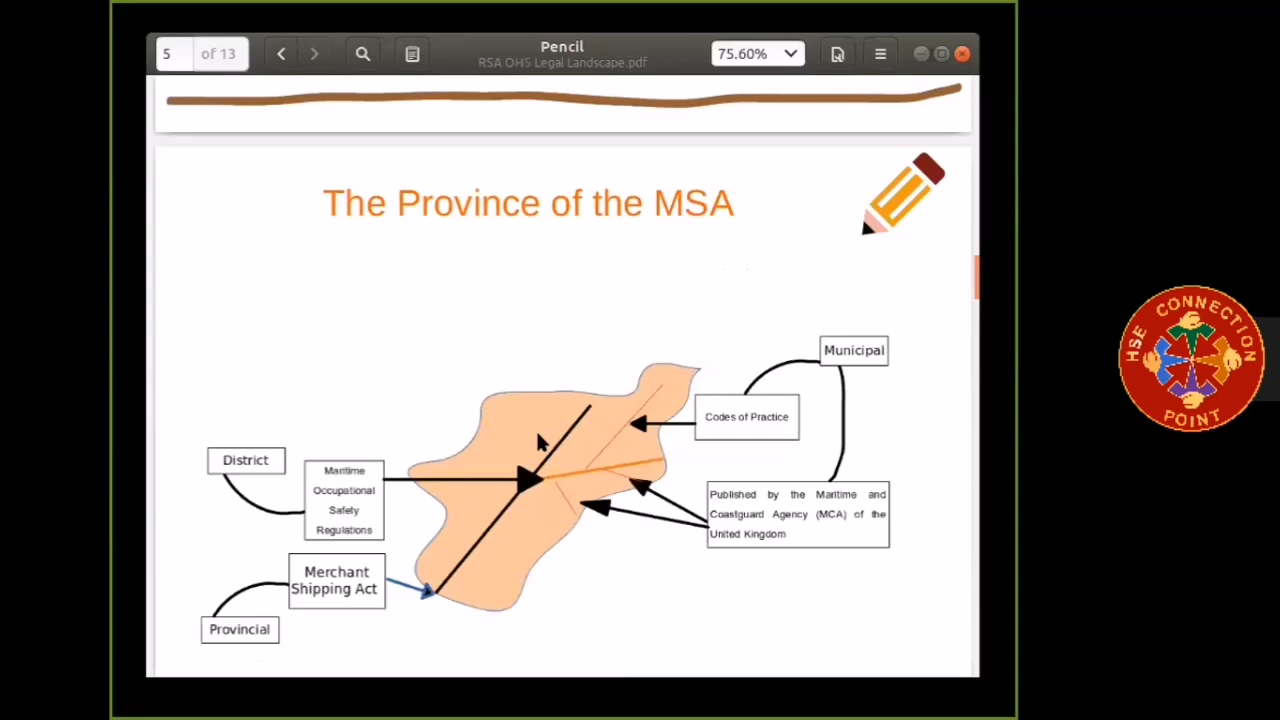 5 of 13
Pencil
RSA OHS Legal Landscape.pdf
75.60%
The Province of the MSA
Municipal
Codes of Practice
District
Maritime
Occupational
Safety
Regulations
Published by the Maritime and
Coastguard Agency (MCA) of the
United Kingdom
Merchant
Shipping Act
Provincial
HSE CONNECTION
POINT